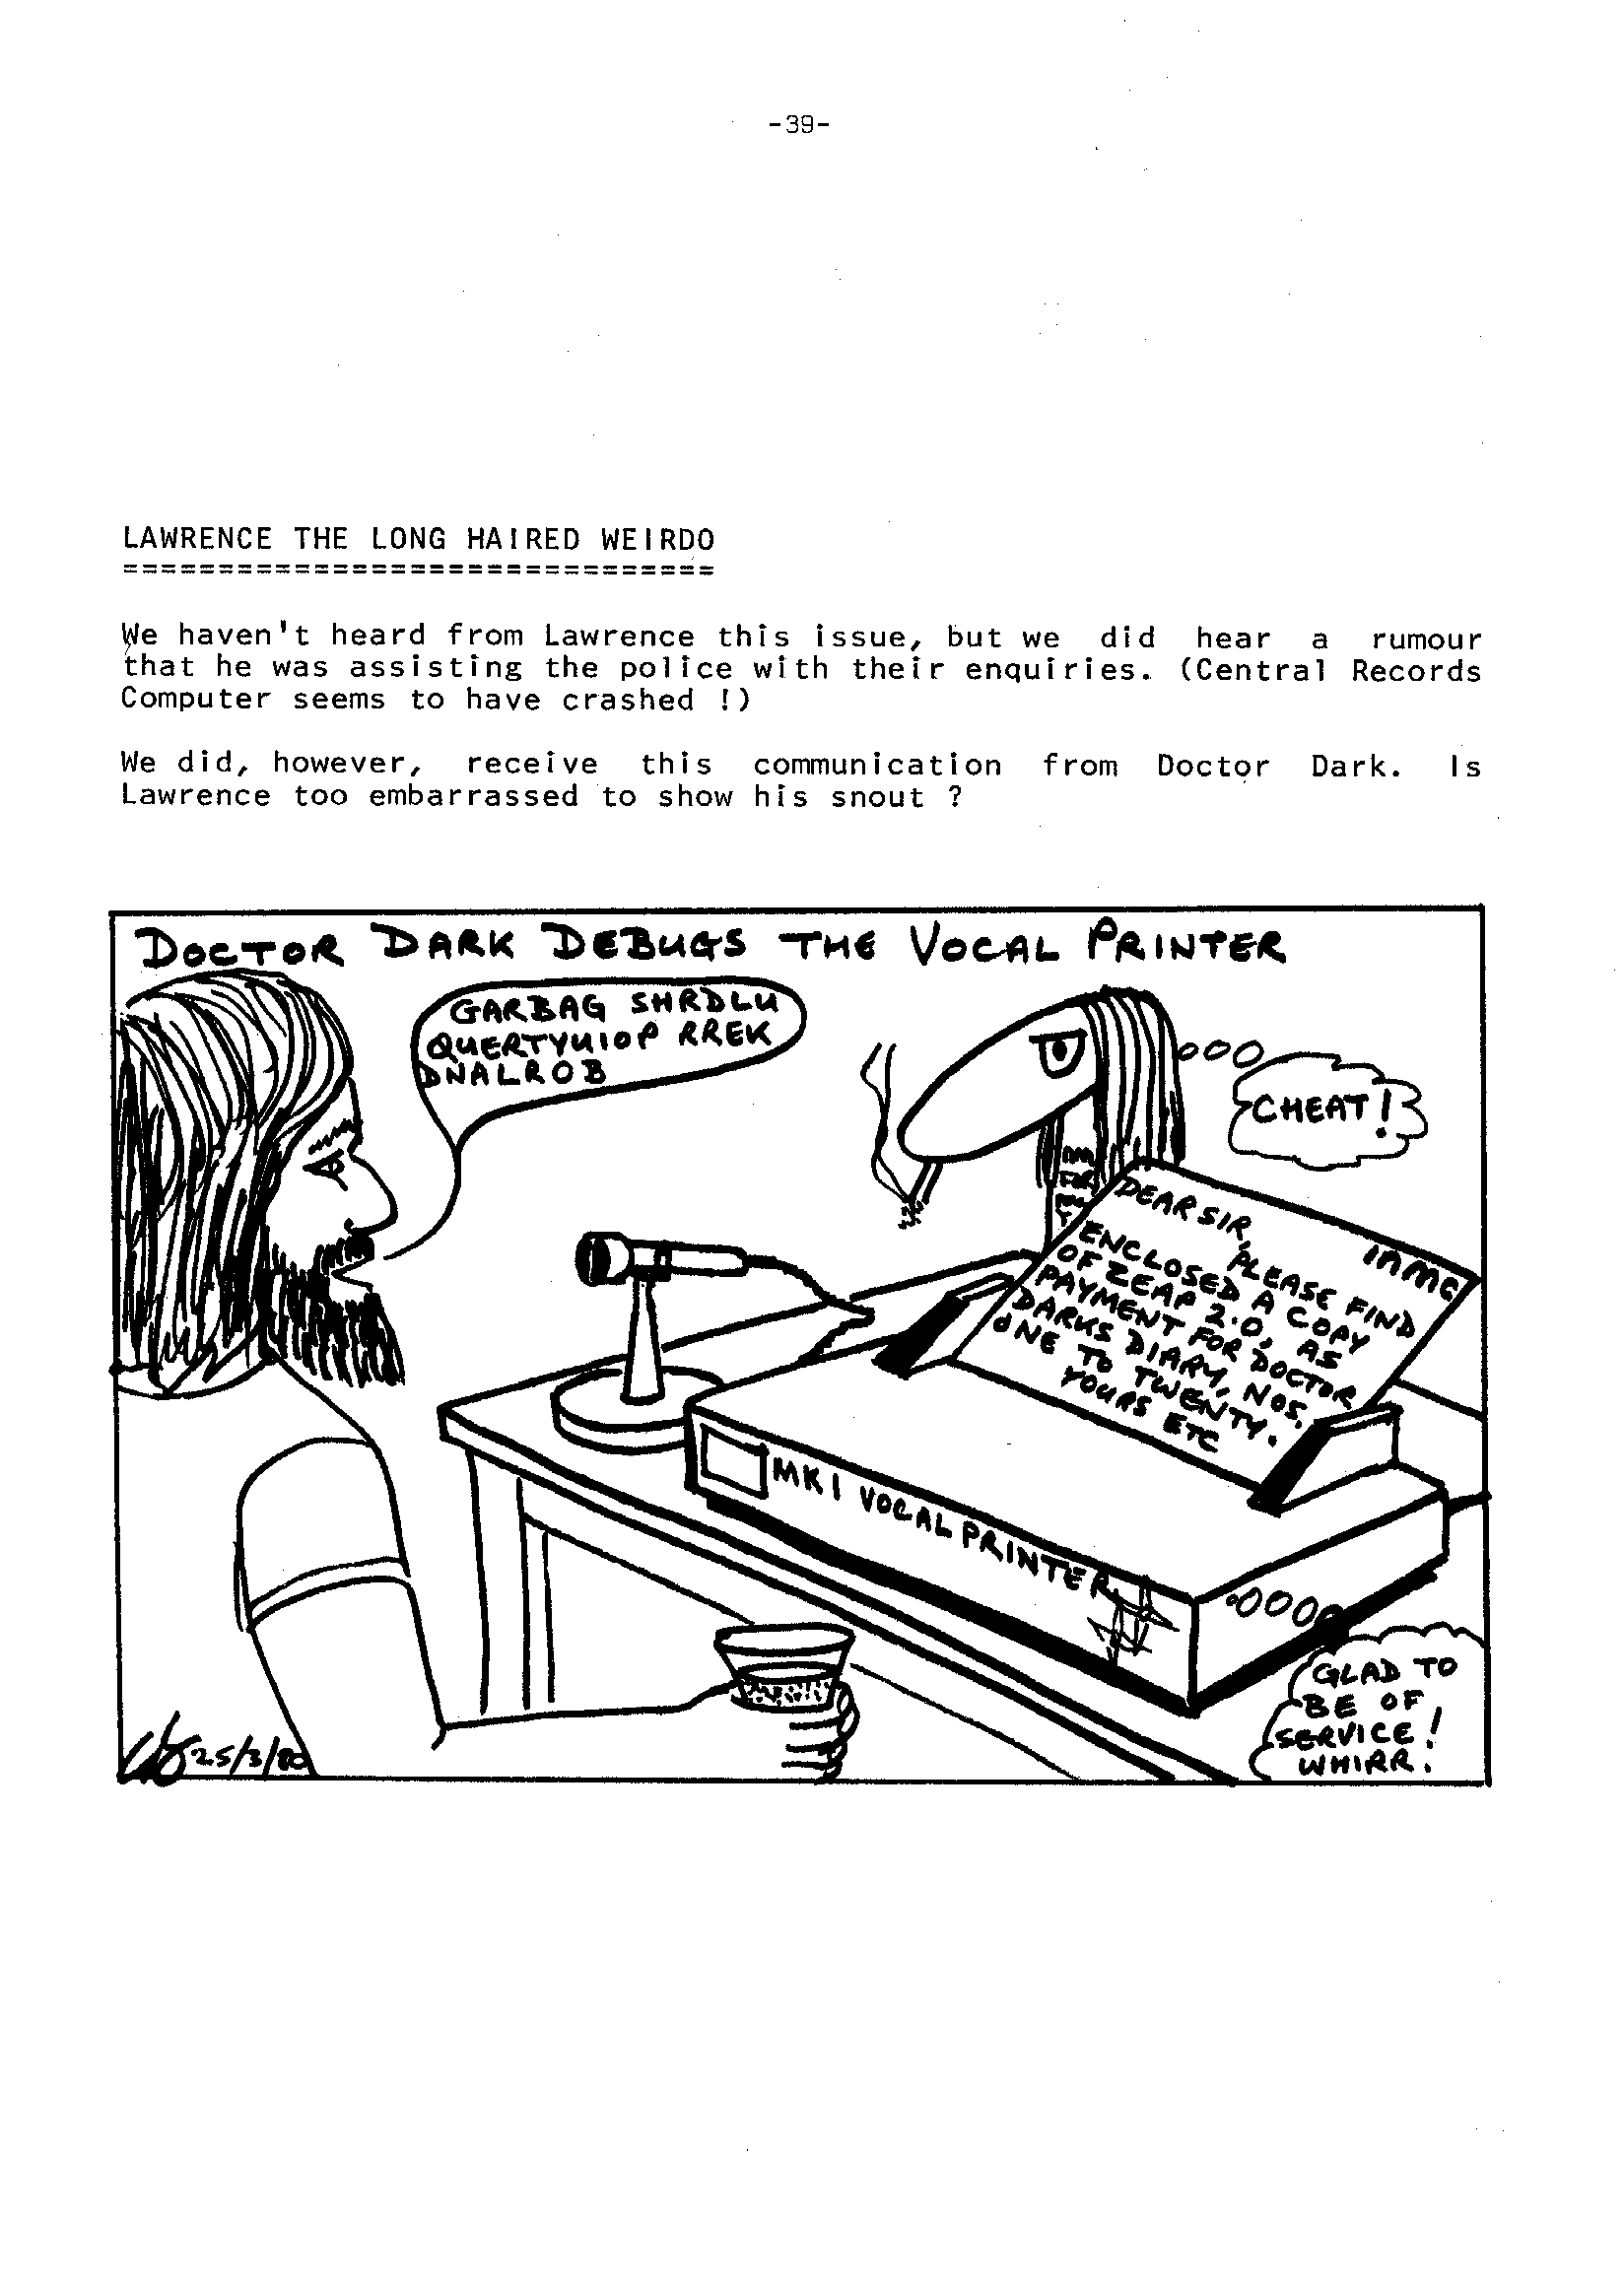 -39-
LAWRENCE THE LONG HAIRED WEIRDO
===============================
We haven't heard from Lawrence this issue, but we did hear a rumour
that he was assisting the police with their enquiries. (Central Records
Computer seems to have crashed !)
We did, however, receive this communication from Doctor Dark. Is
Lawrence too embarrassed to show his snout ?
DOCTOR DARK DEBUGS THE VOCAL PRINTER
GARBAG SHRDLU
QUERTYUIOP RREK
DNALROB
CHEAT!
INMC
DEAR SIR,
PLEASE FIND
ENCLOSED A COPY
OF ZEAP 2.0, AS
PAYMENT FOR DOCTOR
DARKS DIARY, NOS,
ONE TO TWENTY.
YOURS ETC
MK I VOCAL PRINTER
GLAD TO
BE OF
SERVICE!
WHIRR.
25/3/80